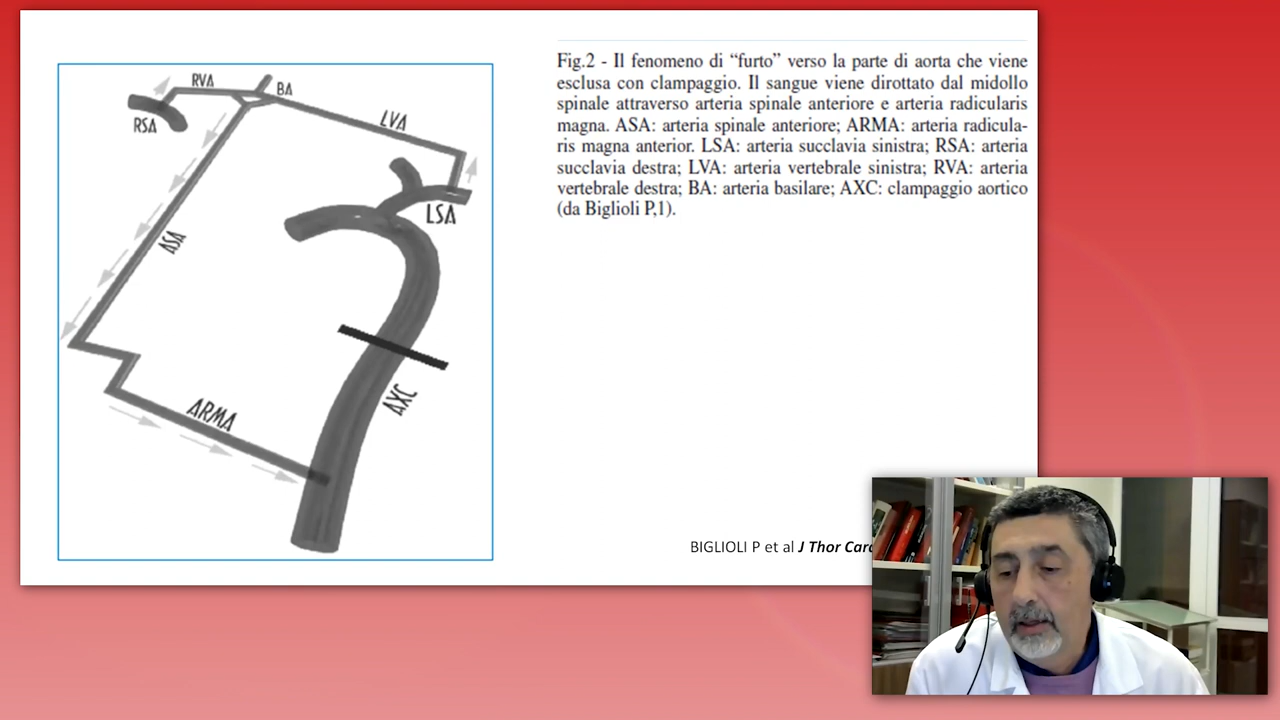 RVA
BA
RSA
LVA
LSA
ASA
AXC
ARMA
Fig.2 - Il fenomeno di “furto” verso la parte di aorta che viene
esclusa con clampaggio. Il sangue viene dirottato dal midollo
spinale attraverso arteria spinale anteriore e arteria radicularis
magna. ASA: arteria spinale anteriore; ARMA: arteria radicula-
ris magna anterior. LSA: arteria succlavia sinistra; RSA: arteria
succlavia destra; LVA: arteria vertebrale sinistra; RVA: arteria
vertebrale destra; BA: arteria basilare; AXC: clampaggio aortico
(da Biglioli P,1).
BIGLIOLI P et al J Thor